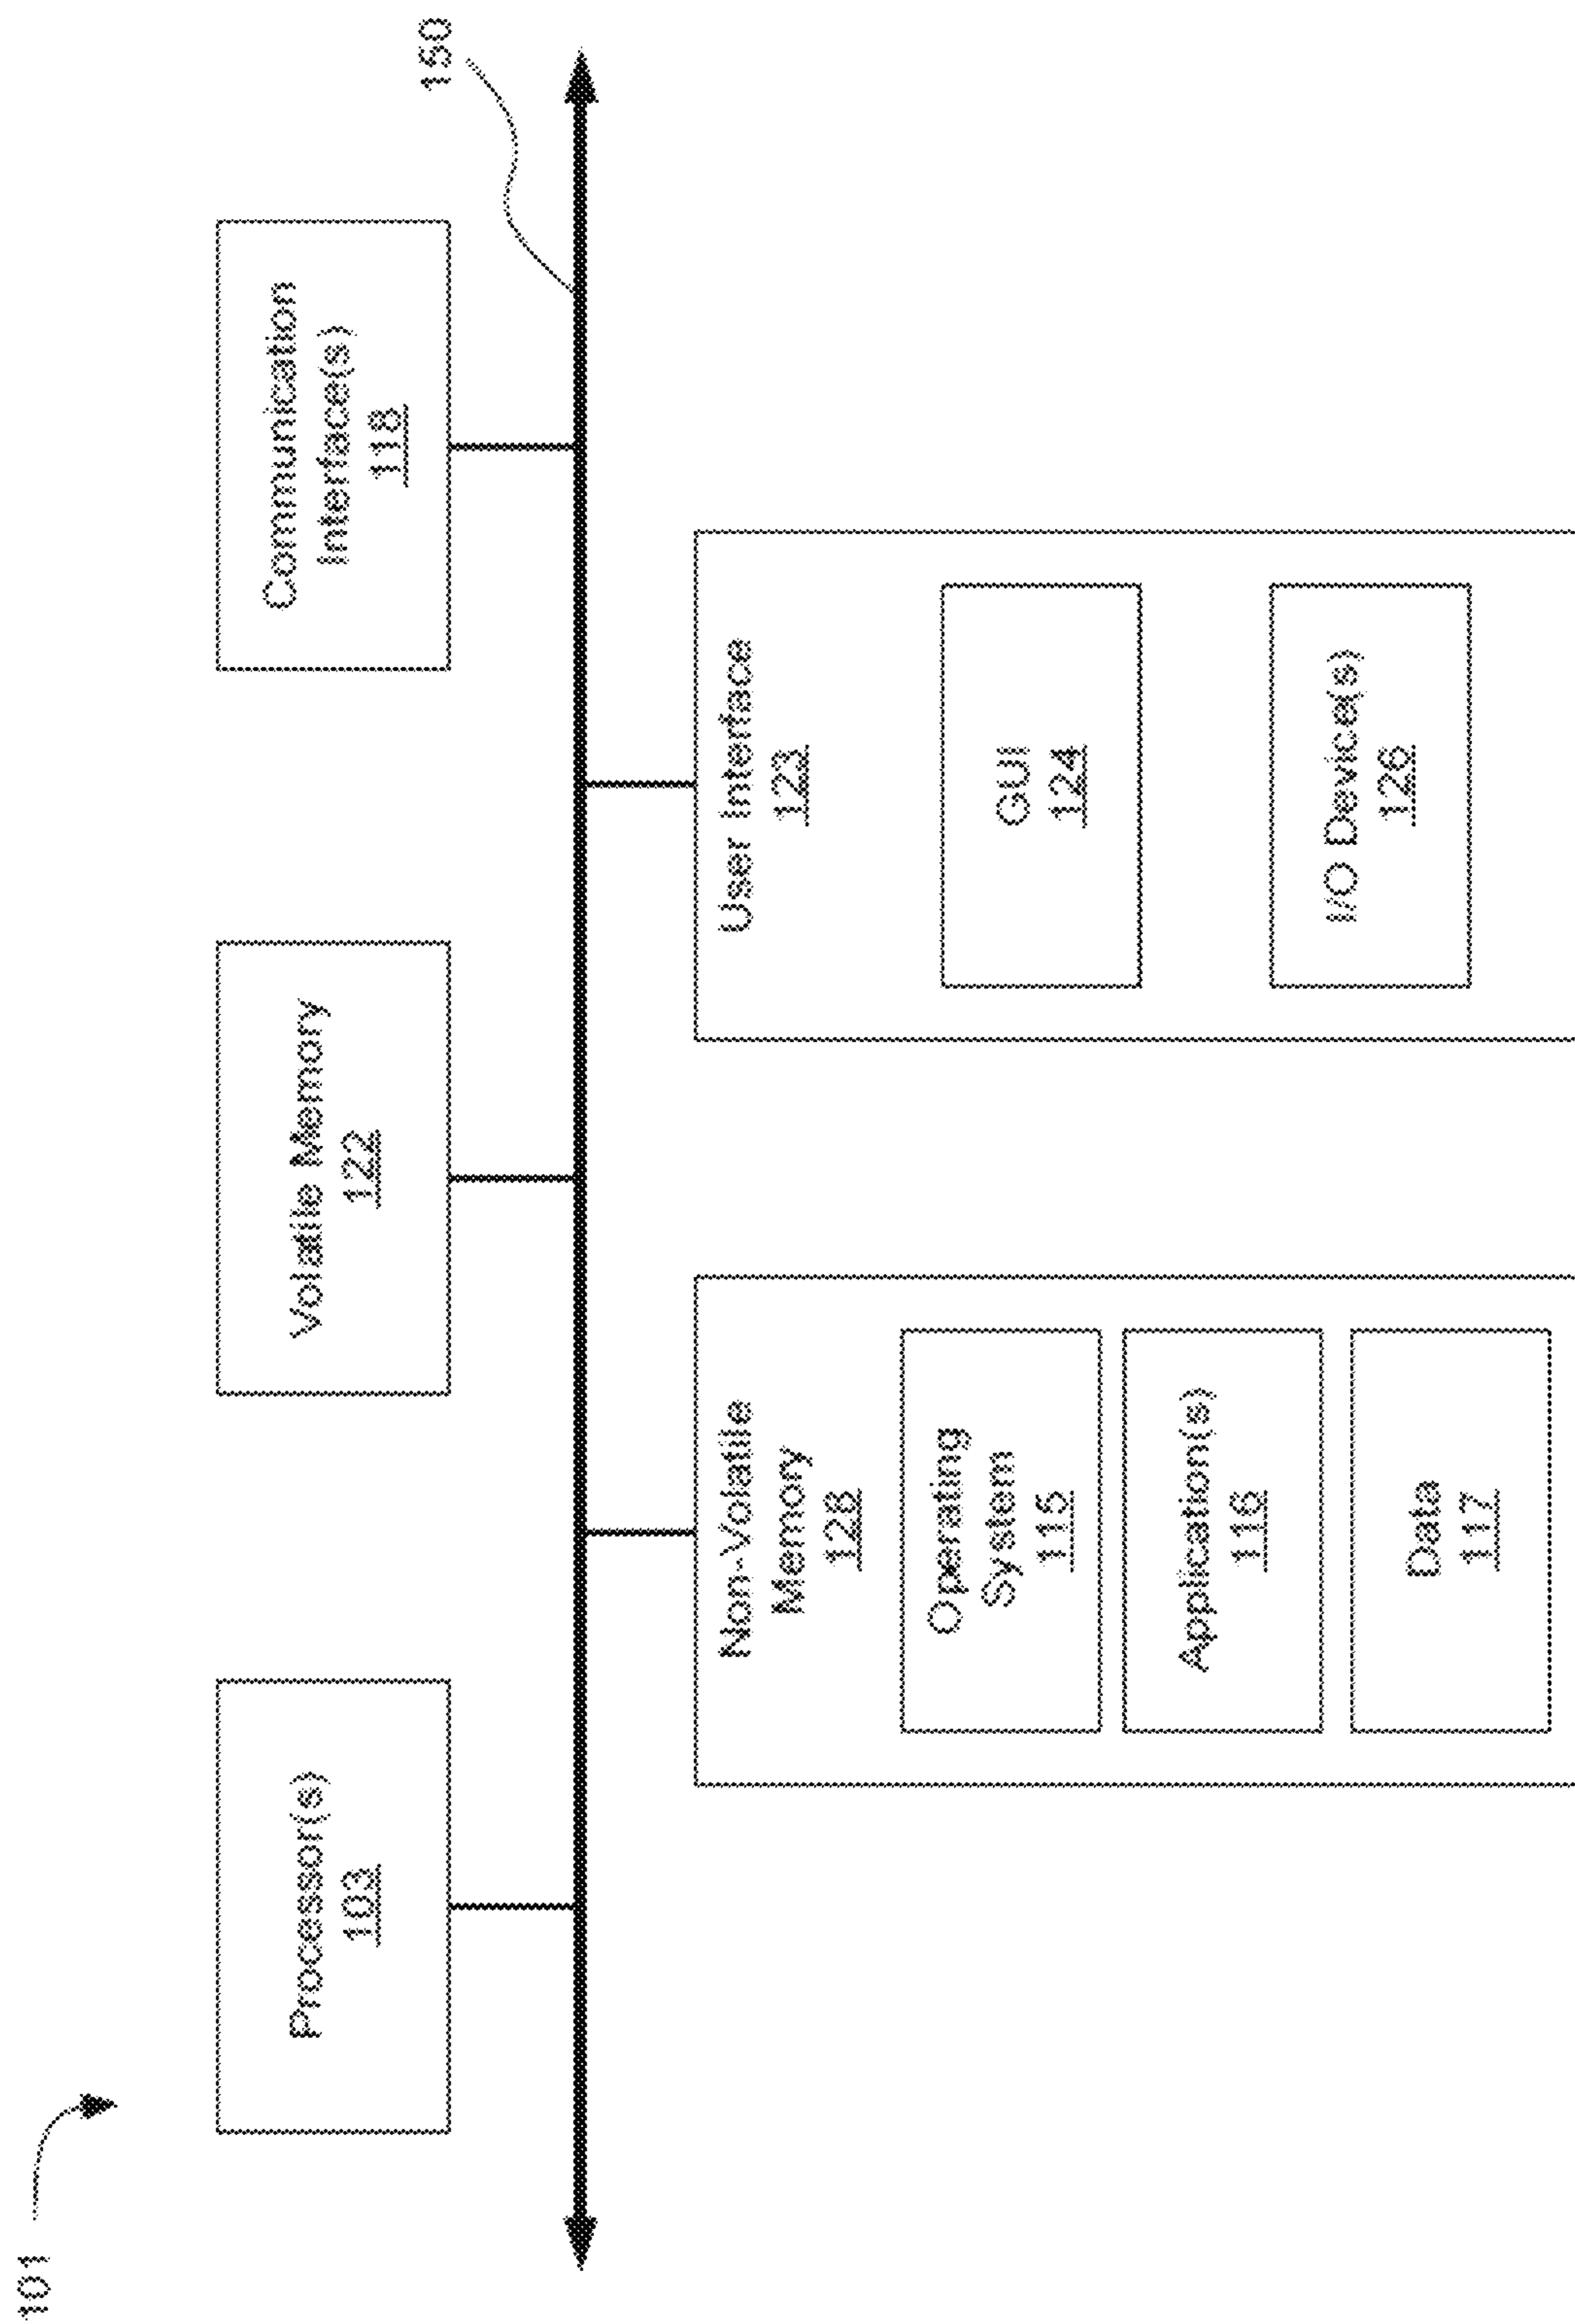 101
Processor(s)
103
Volatile Memory
122
Communication
Interface(s)
118
150
Non-Volatile
Memory
128
Operating
System
115
Application(s)
116
Data
117
User Interface
123
GUI
124
I/O Device(s)
126